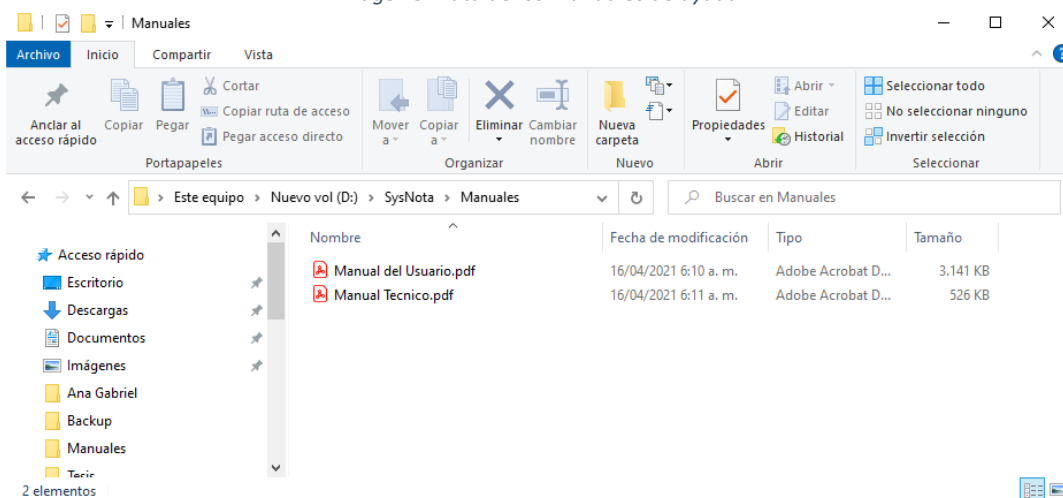 Manuales
Archivo Inicio Compartir Vista
Anclar al acceso rápido
Copiar
Pegar
Cortar
Copiar ruta de acceso
Pegar acceso directo
Portapapeles
Mover a
Copiar a
Eliminar
Cambiar nombre
Organizar
Nueva carpeta
Nuevo
Propiedades
Abrir
Editar
Historial
Abrir
Seleccionar todo
No seleccionar ninguno
Invertir selección
Seleccionar
Este equipo > Nuevo vol (D:) > SysNota > Manuales
Buscar en Manuales
Nombre Fecha de modificación Tipo Tamaño
Manual del Usuario.pdf 16/04/2021 6:10 a. m. Adobe Acrobat D... 3.141 KB
Manual Tecnico.pdf 16/04/2021 6:11 a. m. Adobe Acrobat D... 526 KB
Acceso rápido
Escritorio
Descargas
Documentos
Imágenes
Ana Gabriel
Backup
Manuales
2 elementos